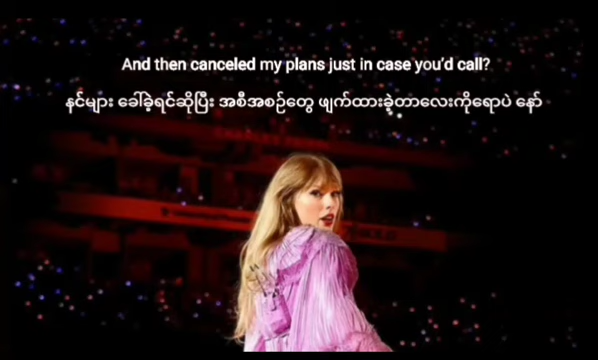 And then canceled my plans just in case you'd call?
နင်များ ခေါ်ခဲ့ရင်ဆိုပြီး အစီအစဉ်တွေ ဖျက်ထားခဲ့တာလေးကိုရောပဲ နော်